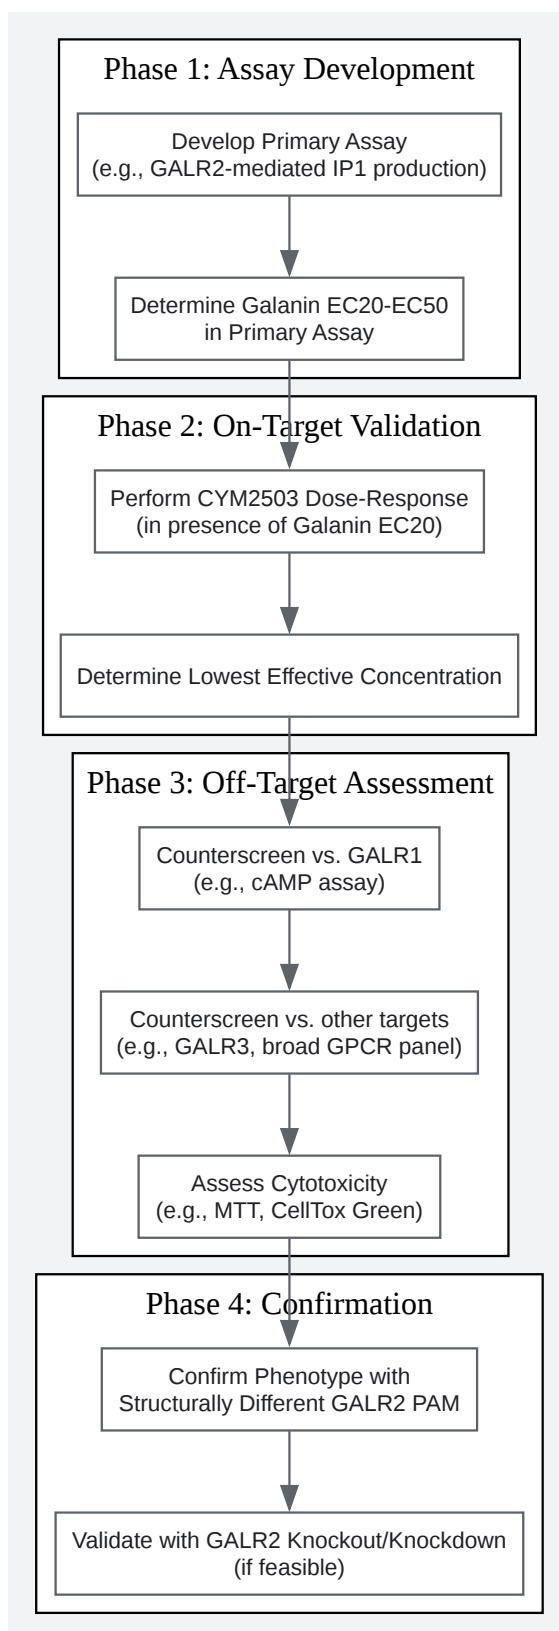 Phase 1: Assay Development
Develop Primary Assay
(e.g., GALR2-mediated IP1 production)
Determine Galanin EC20-EC50
in Primary Assay
Phase 2: On-Target Validation
Perform CYM2503 Dose-Response
(in presence of Galanin EC20)
Determine Lowest Effective Concentration
Phase 3: Off-Target Assessment
Counterscreen vs. GALR1
(e.g., cAMP assay)
Counterscreen vs. other targets
(e.g., GALR3, broad GPCR panel)
Assess Cytotoxicity
(e.g., MTT, CellTox Green)
Phase 4: Confirmation
Confirm Phenotype with
Structurally Different GALR2 PAM
Validate with GALR2 Knockout/Knockdown
(if feasible)